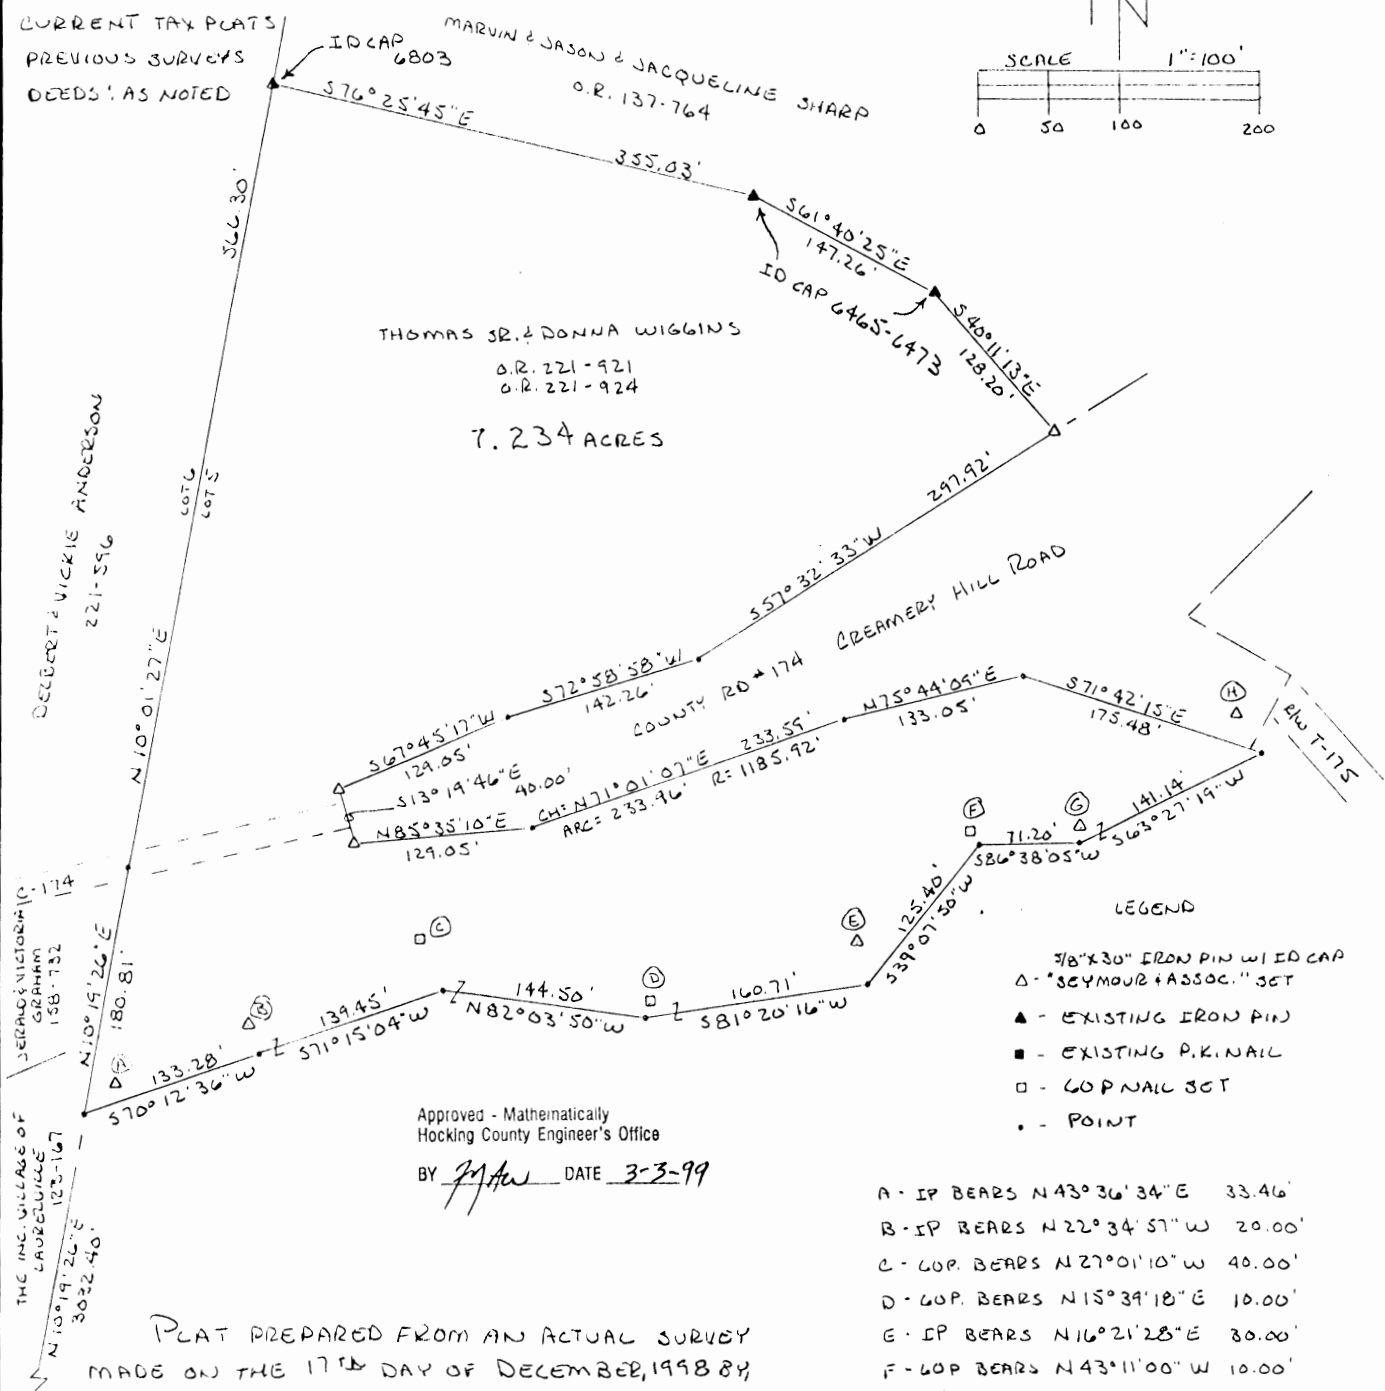 CURRENT TAX PLATS
PREVIOUS SURVEYS
DEEDS: AS NOTED
ID CAP
6803
MARVIN & JASON & JACQUELINE SHARP
O.R. 137-764
N
SCALE 1"=100'
0 50 100 200
S76°25'45"E
355.03'
S61°40'25"E
147.26'
ID CAP 6465-6473
S40°11'13"E
128.20'
566.30'
THOMAS SR. & DONNA WIGGINS
O.R. 221-921
O.R. 221-924
7.234 ACRES
LOT 6
LOT 5
DELBERT & VICKIE ANDERSON
221-596
N10°01'27"E
297.92'
S57°32'33"W
S72°58'58"W
142.26'
S67°45'17"W
129.05'
COUNTY RD #174 CREAMERY HILL ROAD
S13°19'46"E
40.00'
N85°35'10"E
129.05'
CH= N71°01'07"E 233.59'
ARC= 233.96' R= 1185.92'
N75°44'09"E
133.05'
S71°42'15"E
175.48'
H
R/W T-175
141.14'
S63°27'19"W
G
F
71.20'
S86°38'05"W
125.40'
S39°07'50"W
E
160.71'
S81°20'16"W
D
144.50'
N82°03'50"W
C
139.45'
S71°15'04"W
B
133.28'
S70°12'36"W
A
C-174
N10°19'26"E
180.81'
GERALD & VICTORIA
GRAHAM
158-732
THE INC. VILLAGE OF
LAURELVILLE
123-167
N10°19'26"E
3032.40'
LEGEND
5/8"X30" IRON PIN W/ ID CAP
△ - "SEYMOUR & ASSOC." SET
▲ - EXISTING IRON PIN
■ - EXISTING P.K. NAIL
□ - 60P NAIL SET
• - POINT
Approved - Mathematically
Hocking County Engineer's Office
BY DATE 3-3-99
A - IP BEARS N43°36'34"E 33.46'
B - IP BEARS N22°34'57"W 20.00'
C - 60P. BEARS N27°01'10"W 40.00'
D - 60P. BEARS N15°39'18"E 10.00'
E - IP BEARS N16°21'28"E 30.00'
F - 60P BEARS N43°11'00"W 10.00'
PLAT PREPARED FROM AN ACTUAL SURVEY
MADE ON THE 17TH DAY OF DECEMBER, 1998 BY,